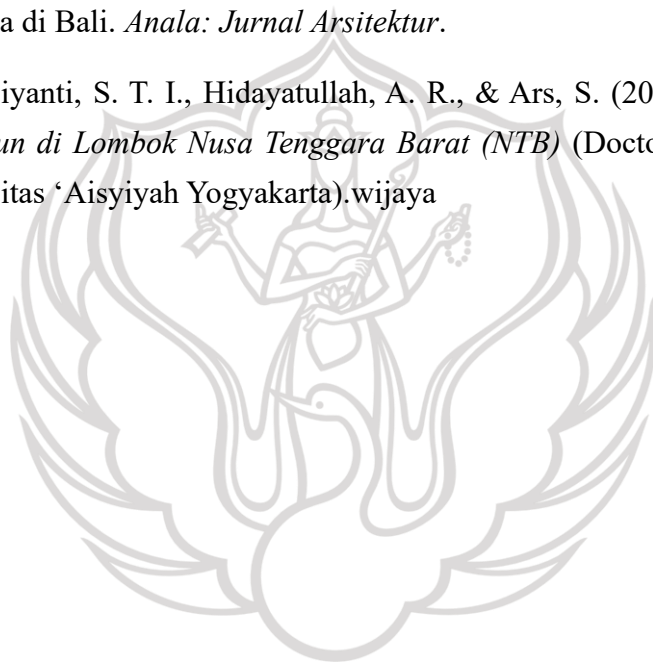 a di Bali. Anala: Jurnal Arsitektur.
iyanti, S. T. I., Hidayatullah, A. R., & Ars, S. (20
un di Lombok Nusa Tenggara Barat (NTB) (Docto
itas ‘Aisyiyah Yogyakarta).wijaya